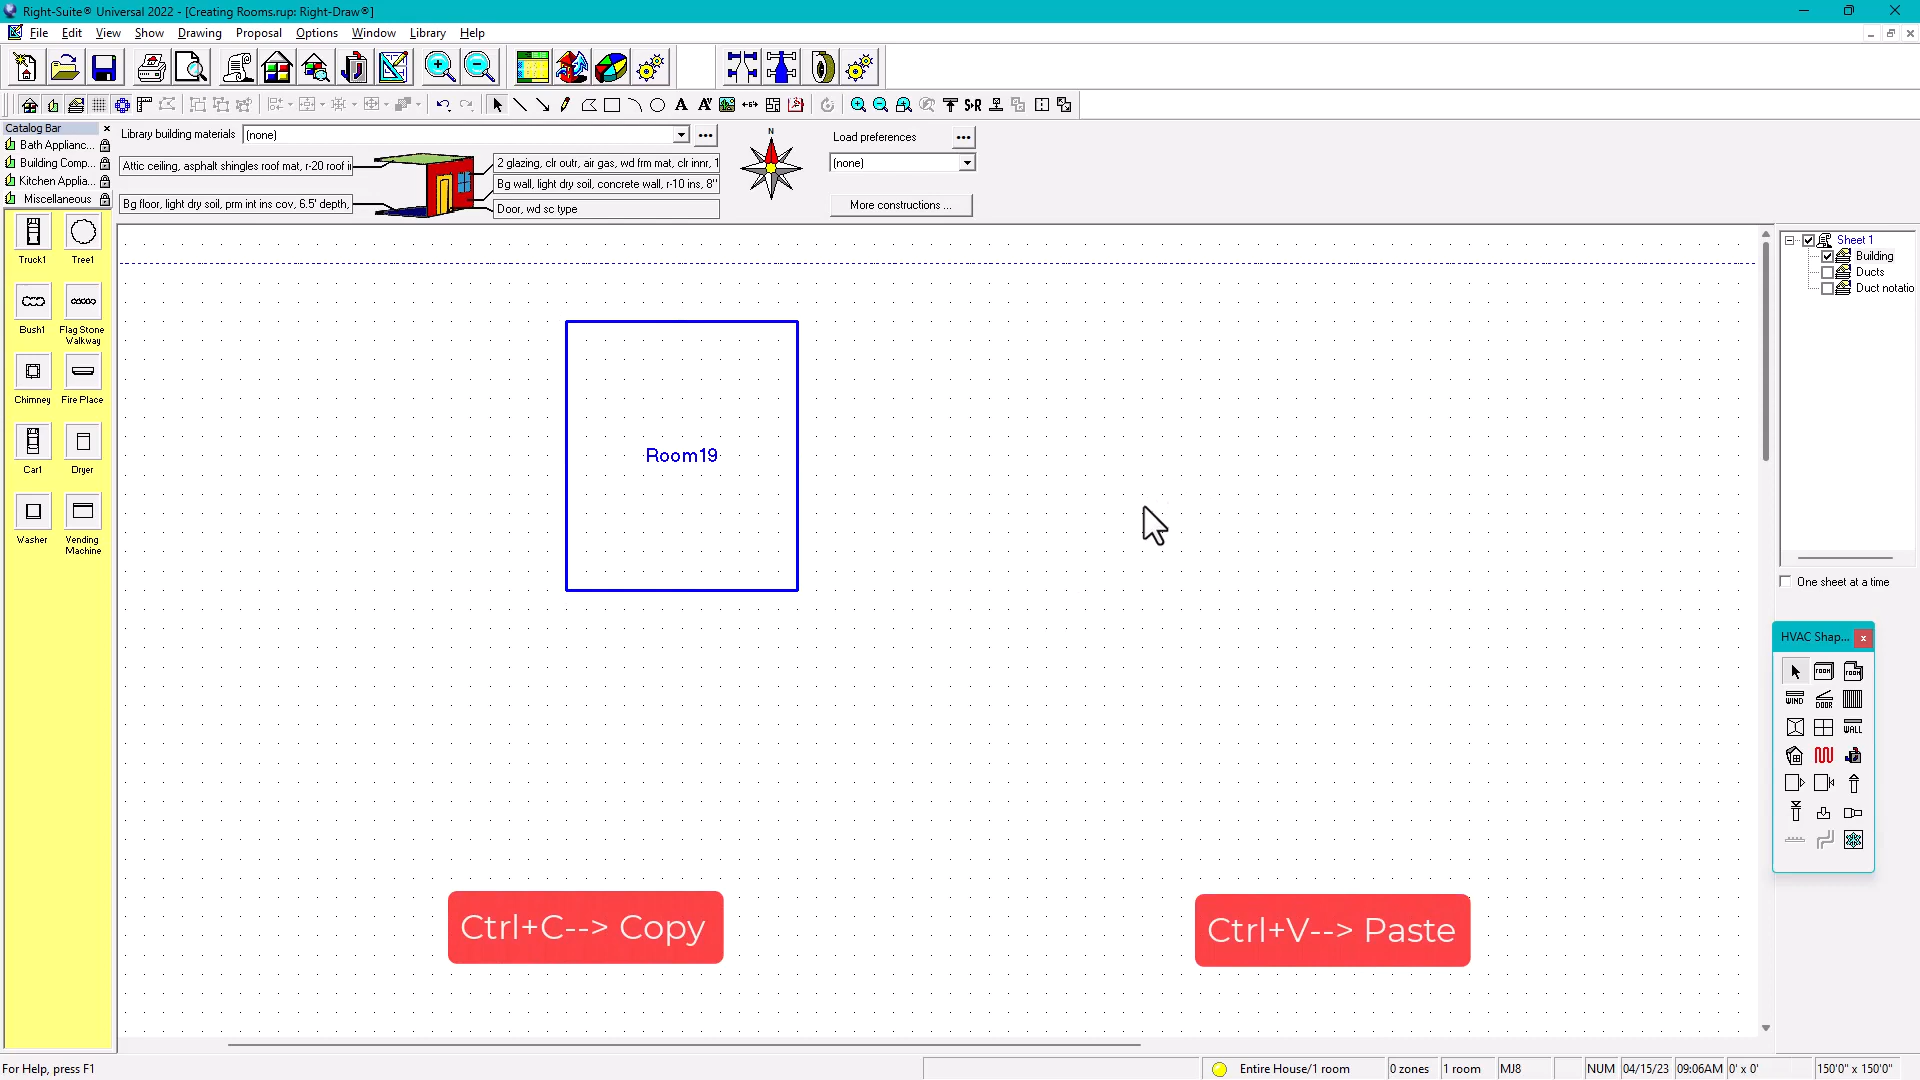 Right-Suite® Universal 2022 - [Creating Rooms.rup: Right-Draw®]
File Edit View Show Drawing Proposal Options Window Library Help
Catalog Bar
Bath Applianc...
Building Comp...
Kitchen Applia...
Miscellaneous
Library building materials (none)
Attic ceiling, asphalt shingles roof mat, r-20 roof i
Bg floor, light dry soil, prm int ins cov, 6.5' depth,
2 glazing, clr outr, air gas, wd frm mat, clr innr, 1
Bg wall, light dry soil, concrete wall, r-10 ins, 8"
Door, wd sc type
N
Load preferences
(none)
More constructions ...
Truck1 Tree1
Bush1 Flag Stone Walkway
Chimney Fire Place
Car1 Dryer
Washer Vending Machine
Room19
Sheet 1
Building
Ducts
Duct notatio
One sheet at a time
HVAC Shap...
ROOM ROOM
WIND DOOR
WALL
Ctrl+C--> Copy
Ctrl+V--> Paste
For Help, press F1
Entire House/1 room 0 zones 1 room MJ8 NUM 04/15/23 09:06AM 0' x 0' 150'0" x 150'0"